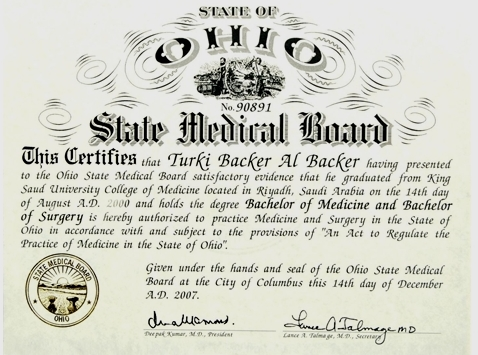 STATE OF
OHIO
No. 90891
State Medical Board
This Certifies that Turki Backer Al Backer having presented
to the Ohio State Medical Board satisfactory evidence that he graduated from King
Saud University College of Medicine located in Riyadh, Saudi Arabia on the 14th day
of August A.D. 2000 and holds the degree Bachelor of Medicine and Bachelor
of Surgery is hereby authorized to practice Medicine and Surgery in the State of
Ohio in accordance with and subject to the provisions of "An Act to Regulate the
Practice of Medicine in the State of Ohio".
Given under the hands and seal of the Ohio State Medical
Board at the City of Columbus this 14th day of December
A.D. 2007.
STATE MEDICAL BOARD
OHIO
Lance A. Talmage MD
Deepak Kumar, M.D., President
Lance A. Talmage, M.D., Secretary